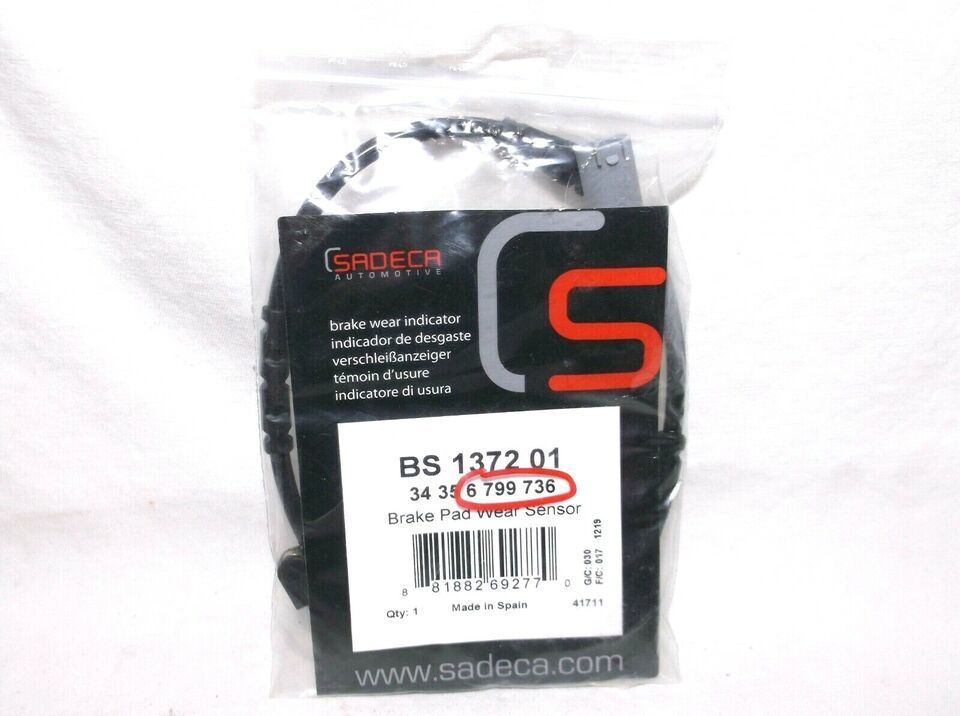 SADECA
AUTOMOTIVE
brake wear indicator
indicador de desgaste
verschleißanzeiger
témoin d'usure
indicatore di usura
BS 1372 01
34 35 6 799 736
Brake Pad Wear Sensor
8 81882 69277 0
G/C: 030
F/C: 017 1219
Qty: 1 Made in Spain 41711
www.sadeca.com